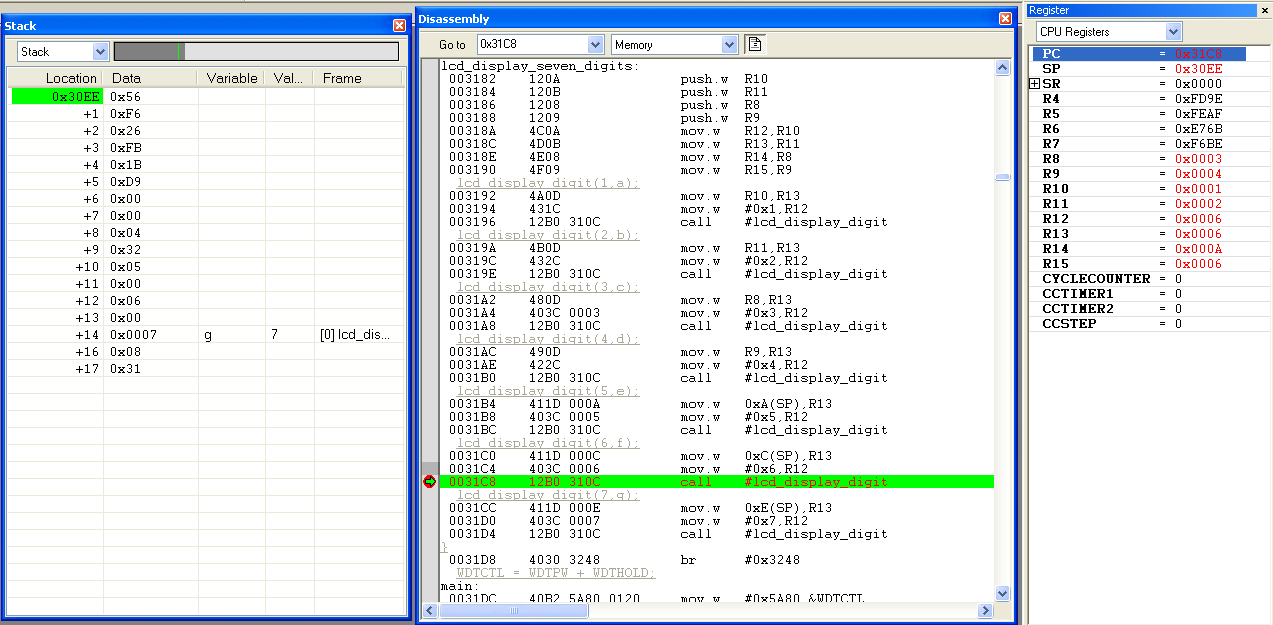 Stack
Stack
Location Data Variable Val... Frame
0x30EE 0x56
+1 0xF6
+2 0x26
+3 0xFB
+4 0x1B
+5 0xD9
+6 0x00
+7 0x00
+8 0x04
+9 0x32
+10 0x05
+11 0x00
+12 0x06
+13 0x00
+14 0x0007 g 7 [0] lcd_dis...
+16 0x08
+17 0x31
Disassembly
Go to 0x31C8 Memory
lcd_display_seven_digits:
003182 120A push.w R10
003184 120B push.w R11
003186 1208 push.w R8
003188 1209 push.w R9
00318A 4C0A mov.w R12,R10
00318C 4D0B mov.w R13,R11
00318E 4E08 mov.w R14,R8
003190 4F09 mov.w R15,R9
lcd_display_digit(1,a);
003192 4A0D mov.w R10,R13
003194 431C mov.w #0x1,R12
003196 12B0 310C call #lcd_display_digit
lcd_display_digit(2,b);
00319A 4B0D mov.w R11,R13
00319C 432C mov.w #0x2,R12
00319E 12B0 310C call #lcd_display_digit
lcd_display_digit(3,c);
0031A2 480D mov.w R8,R13
0031A4 403C 0003 mov.w #0x3,R12
0031A8 12B0 310C call #lcd_display_digit
lcd_display_digit(4,d);
0031AC 490D mov.w R9,R13
0031AE 422C mov.w #0x4,R12
0031B0 12B0 310C call #lcd_display_digit
lcd_display_digit(5,e);
0031B4 411D 000A mov.w 0xA(SP),R13
0031B8 403C 0005 mov.w #0x5,R12
0031BC 12B0 310C call #lcd_display_digit
lcd_display_digit(6,f);
0031C0 411D 000C mov.w 0xC(SP),R13
0031C4 403C 0006 mov.w #0x6,R12
0031C8 12B0 310C call #lcd_display_digit
lcd_display_digit(7,g);
0031CC 411D 000E mov.w 0xE(SP),R13
0031D0 403C 0007 mov.w #0x7,R12
0031D4 12B0 310C call #lcd_display_digit
}
0031D8 4030 3248 br #0x3248
WDTCTL = WDTPW + WDTHOLD;
main:
0031DC 40B2 5A80 0120 mov.w #0x5A80,&WDTCTL
Register
CPU Registers
PC = 0x31C8
SP = 0x30EE
SR = 0x0000
R4 = 0xFD9E
R5 = 0xFEAF
R6 = 0xE76B
R7 = 0xF6BE
R8 = 0x0003
R9 = 0x0004
R10 = 0x0001
R11 = 0x0002
R12 = 0x0006
R13 = 0x0006
R14 = 0x000A
R15 = 0x0006
CYCLECOUNTER = 0
CCTIMER1 = 0
CCTIMER2 = 0
CCSTEP = 0